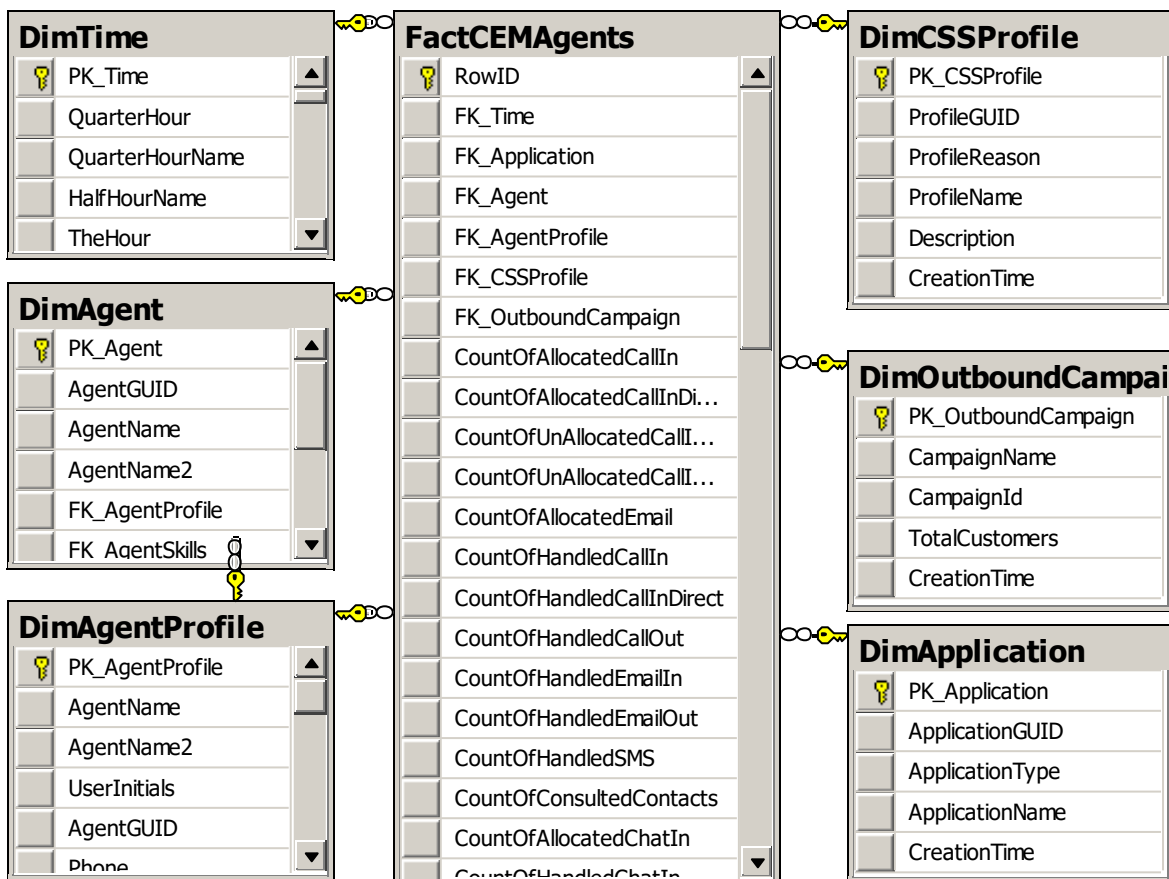 DimTime
PK_Time
QuarterHour
QuarterHourName
HalfHourName
TheHour
DimAgent
PK_Agent
AgentGUID
AgentName
AgentName2
FK_AgentProfile
FK_AgentSkills
DimAgentProfile
PK_AgentProfile
AgentName
AgentName2
UserInitials
AgentGUID
Phone
FactCEMAgents
RowID
FK_Time
FK_Application
FK_Agent
FK_AgentProfile
FK_CSSProfile
FK_OutboundCampaign
CountOfAllocatedCallIn
CountOfAllocatedCallInDi...
CountOfUnAllocatedCallI...
CountOfUnAllocatedCallI...
CountOfAllocatedEmail
CountOfHandledCallIn
CountOfHandledCallInDirect
CountOfHandledCallOut
CountOfHandledEmailIn
CountOfHandledEmailOut
CountOfHandledSMS
CountOfConsultedContacts
CountOfAllocatedChatIn
CountOfHandledChatIn
DimCSSProfile
PK_CSSProfile
ProfileGUID
ProfileReason
ProfileName
Description
CreationTime
DimOutboundCampai
PK_OutboundCampaign
CampaignName
CampaignId
TotalCustomers
CreationTime
DimApplication
PK_Application
ApplicationGUID
ApplicationType
ApplicationName
CreationTime